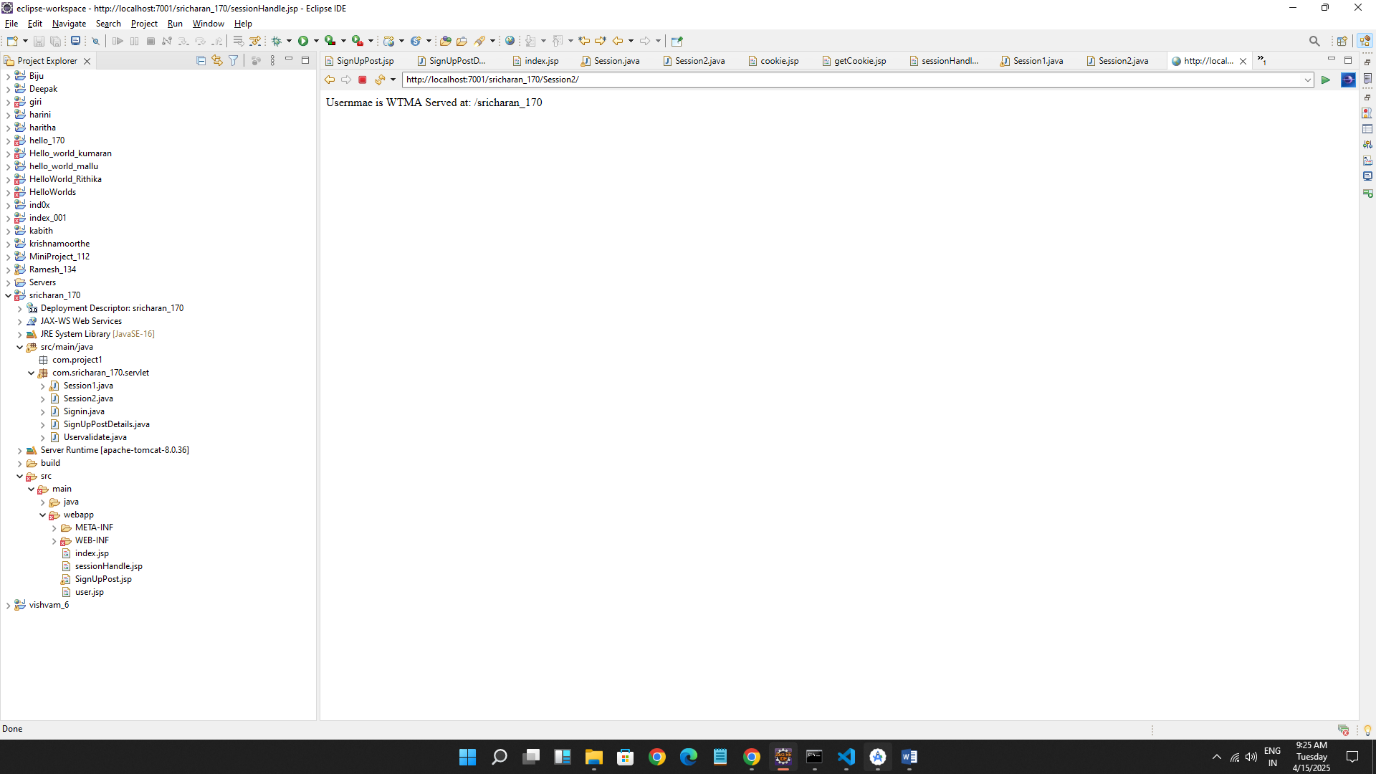 eclipse-workspace - http://localhost:7001/sricharan_170/sessionHandle.jsp - Eclipse IDE
File Edit Navigate Search Project Run Window Help
Project Explorer
SignUpPost.jsp SignUpPostD... index.jsp Session.java Session2.java cookie.jsp getCookie.jsp sessionHandl... Session1.java Session2.java http://local... »1
http://localhost:7001/sricharan_170/Session2/
Usernmae is WTMA Served at: /sricharan_170
Biju
Deepak
giri
harini
haritha
hello_170
Hello_world_kumaran
hello_world_mallu
HelloWorld_Rithika
HelloWorlds
ind0x
index_001
kabith
krishnamoorthe
MiniProject_112
Ramesh_134
Servers
sricharan_170
Deployment Descriptor: sricharan_170
JAX-WS Web Services
JRE System Library [JavaSE-16]
src/main/java
com.project1
com.sricharan_170.servlet
Session1.java
Session2.java
Signin.java
SignUpPostDetails.java
Uservalidate.java
Server Runtime [apache-tomcat-8.0.36]
build
src
main
java
webapp
META-INF
WEB-INF
index.jsp
sessionHandle.jsp
SignUpPost.jsp
user.jsp
vishvam_6
Done
ENG
IN
9:25 AM
Tuesday
4/15/2025